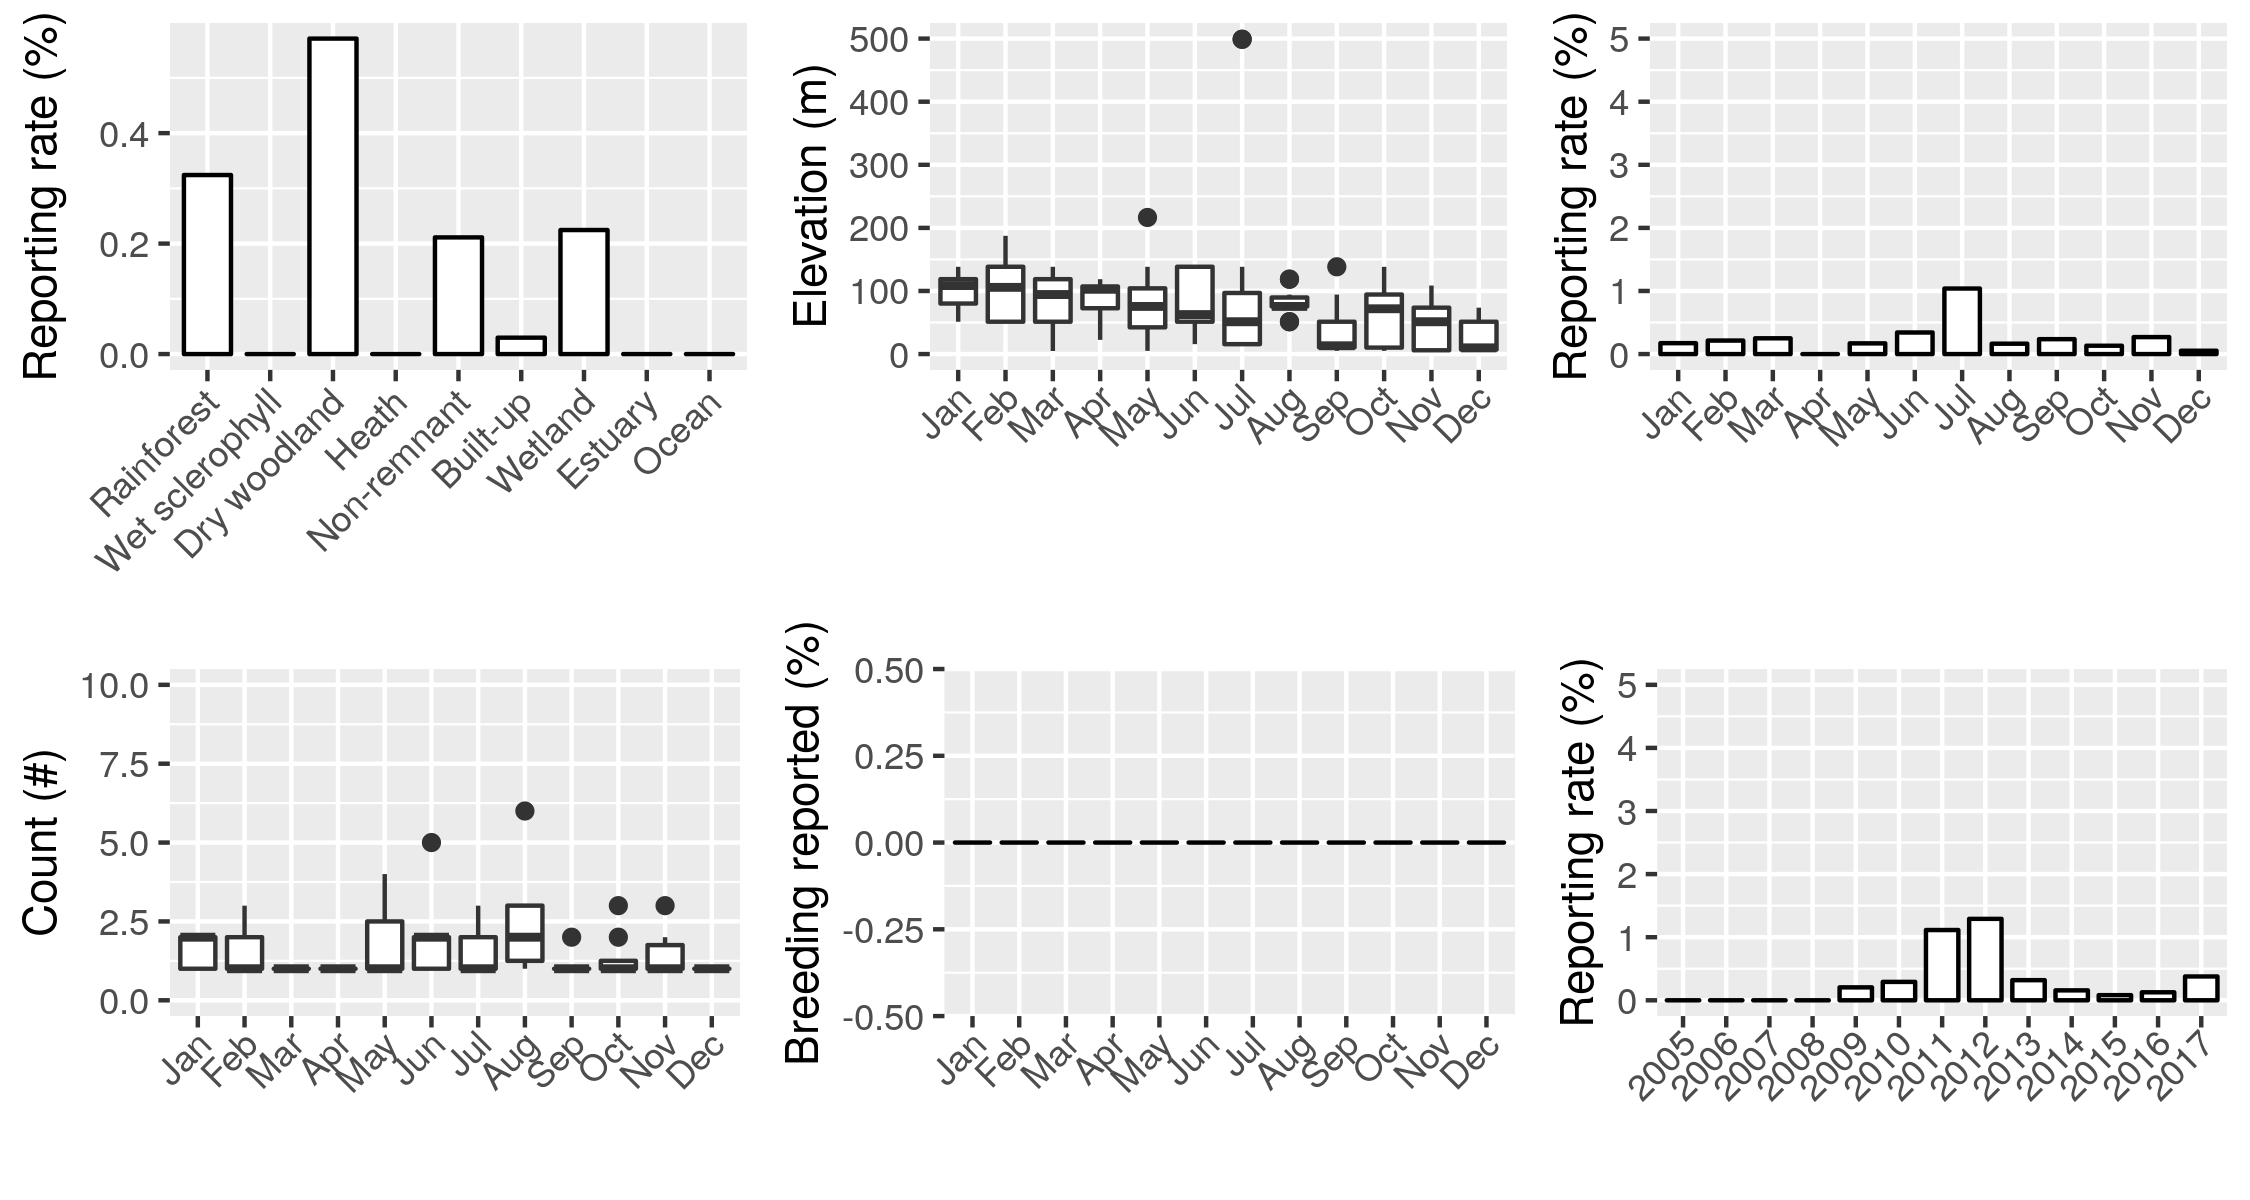 Reporting rate (%)
0.4
0.2
0.0
Rainforest
Wet sclerophyll
Dry woodland
Heath
Non-remnant
Built-up
Wetland
Estuary
Ocean
Elevation (m)
500
400
300
200
100
0
Jan
Feb
Mar
Apr
May
Jun
Jul
Aug
Sep
Oct
Nov
Dec
Reporting rate (%)
5
4
3
2
1
0
Jan
Feb
Mar
Apr
May
Jun
Jul
Aug
Sep
Oct
Nov
Dec
Count (#)
10.0
7.5
5.0
2.5
0.0
Jan
Feb
Mar
Apr
May
Jun
Jul
Aug
Sep
Oct
Nov
Dec
Breeding reported (%)
0.50
0.25
0.00
-0.25
-0.50
Jan
Feb
Mar
Apr
May
Jun
Jul
Aug
Sep
Oct
Nov
Dec
Reporting rate (%)
5
4
3
2
1
0
2005
2006
2007
2008
2009
2010
2011
2012
2013
2014
2015
2016
2017